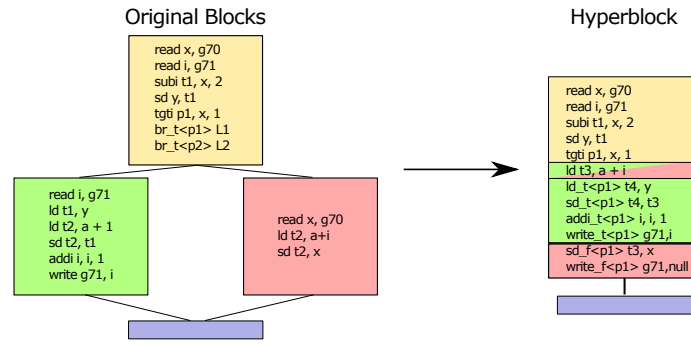 Original Blocks
read x, g70
read i, g71
subi t1, x, 2
sd y, t1
tgti p1, x, 1
br_t<p1> L1
br_t<p2> L2
read i, g71
ld t1, y
ld t2, a + 1
sd t2, t1
addi i, i, 1
write g71, i
read x, g70
ld t2, a+i
sd t2, x
Hyperblock
read x, g70
read i, g71
subi t1, x, 2
sd y, t1
tgti p1, x, 1
ld t3, a + i
ld_t<p1> t4, y
sd_t<p1> t4, t3
addi_t<p1> i, i, 1
write_t<p1> g71,i
sd_f<p1> t3, x
write_f<p1> g71,null